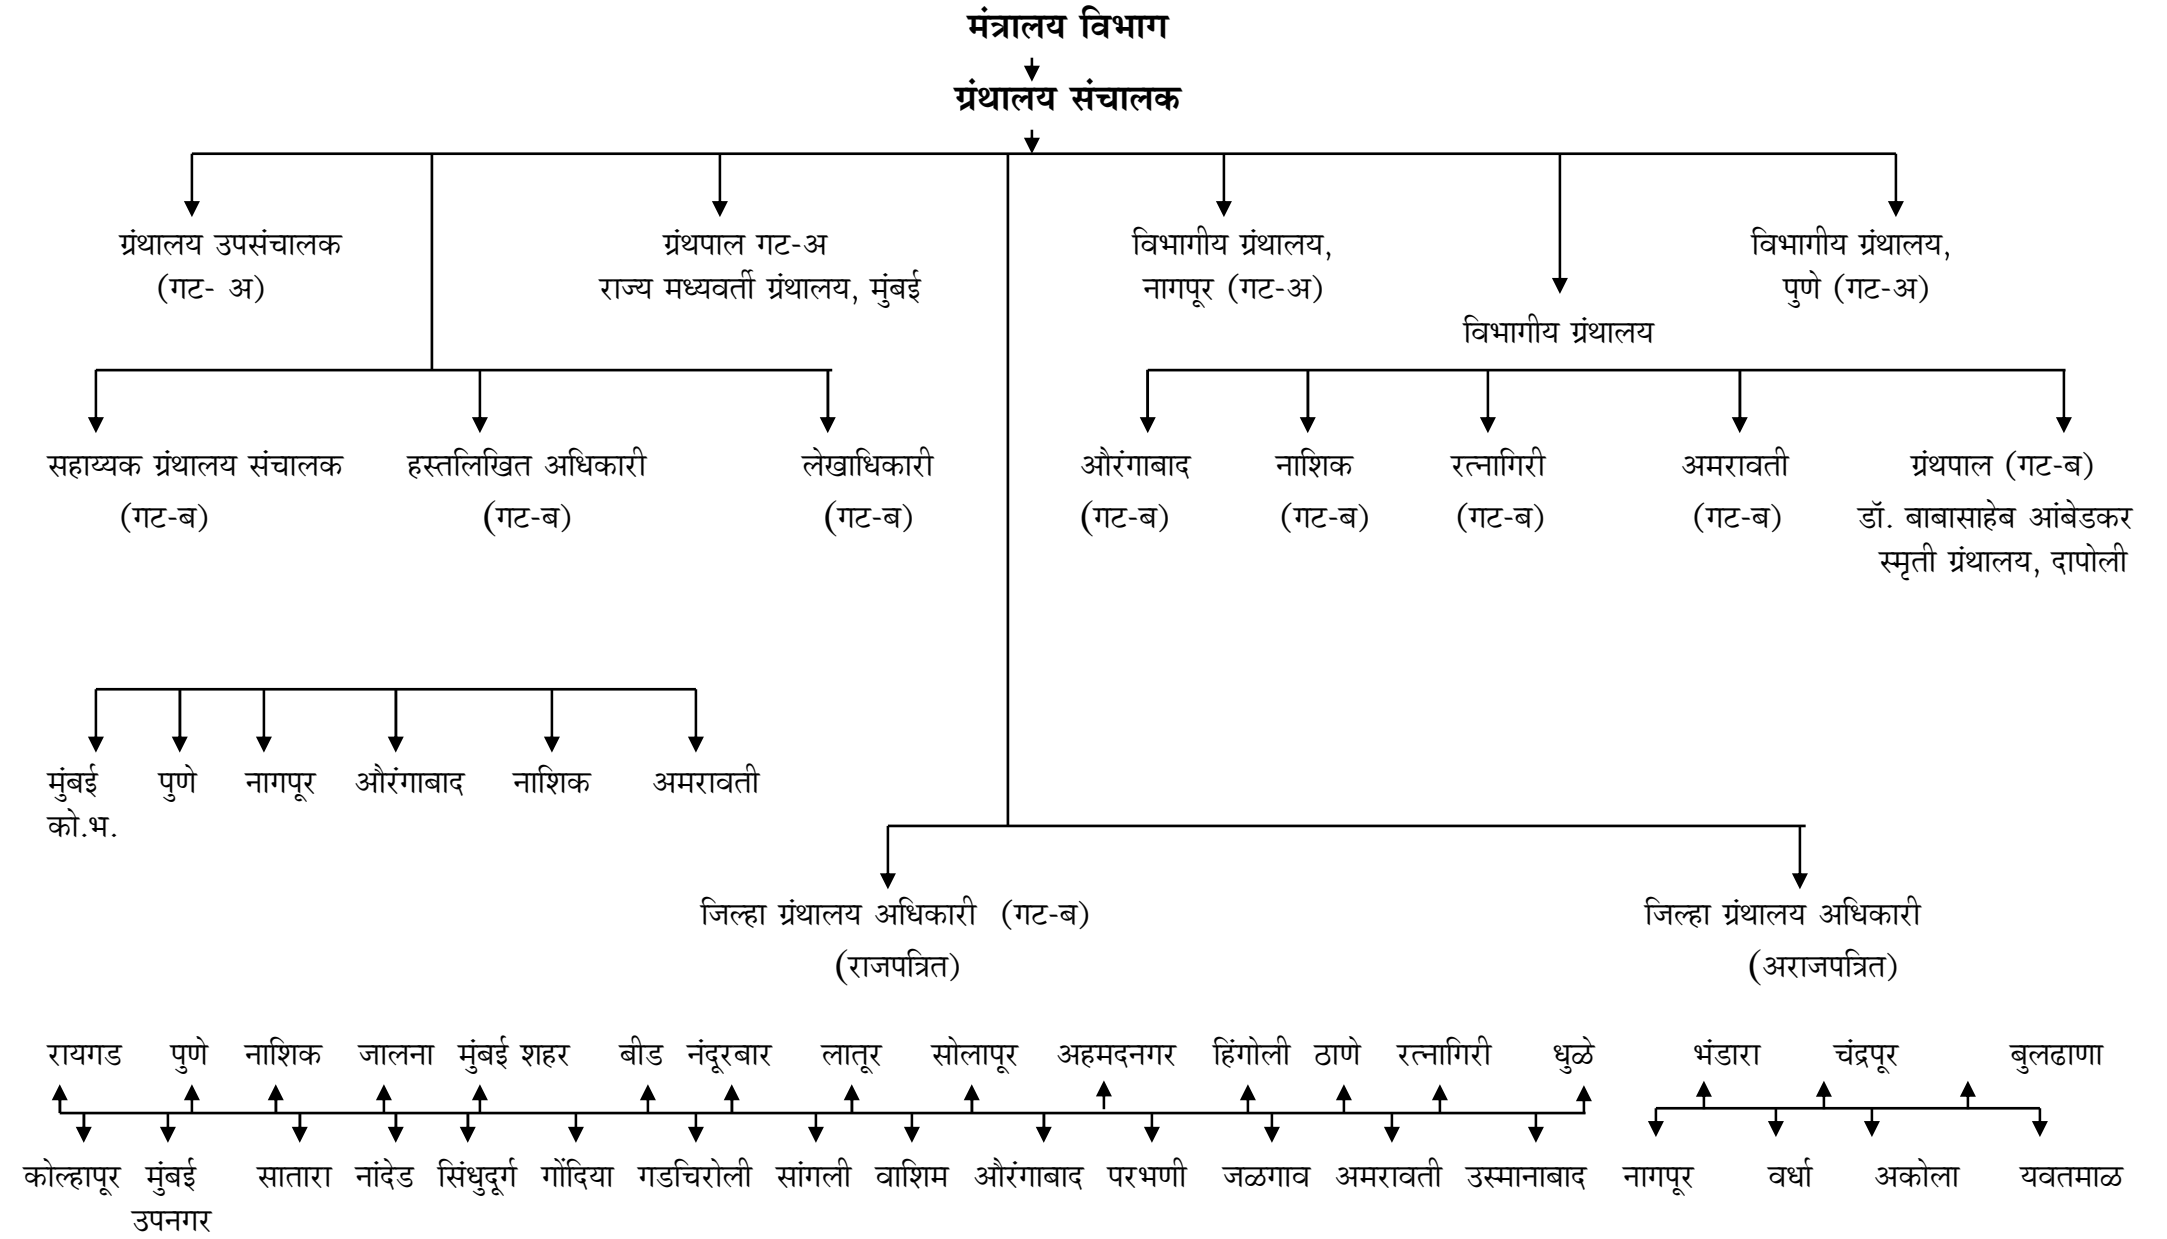 मंत्रालय विभाग
ग्रंथालय संचालक
ग्रंथालय उपसंचालक
(गट- अ)
ग्रंथपाल गट-अ
राज्य मध्यवर्ती ग्रंथालय, मुंबई
विभागीय ग्रंथालय,
नागपूर (गट-अ)
विभागीय ग्रंथालय,
पुणे (गट-अ)
विभागीय ग्रंथालय
सहाय्यक ग्रंथालय संचालक
(गट-ब)
हस्तलिखित अधिकारी
(गट-ब)
लेखाधिकारी
(गट-ब)
औरंगाबाद
(गट-ब)
नाशिक
(गट-ब)
रत्नागिरी
(गट-ब)
अमरावती
(गट-ब)
ग्रंथपाल (गट-ब)
डॉ. बाबासाहेब आंबेडकर
स्मृती ग्रंथालय, दापोली
मुंबई
को.भ.
पुणे
नागपूर
औरंगाबाद
नाशिक
अमरावती
जिल्हा ग्रंथालय अधिकारी (गट-ब)
(राजपत्रित)
जिल्हा ग्रंथालय अधिकारी
(अराजपत्रित)
रायगड पुणे नाशिक जालना मुंबई शहर बीड नंदूरबार लातूर सोलापूर अहमदनगर हिंगोली ठाणे रत्नागिरी धुळे
भंडारा चंद्रपूर बुलढाणा
कोल्हापूर मुंबई सातारा नांदेड सिंधुदूर्ग गोंदिया गडचिरोली सांगली वाशिम औरंगाबाद परभणी जळगाव अमरावती उस्मानाबाद
उपनगर
नागपूर वर्धा अकोला यवतमाळ